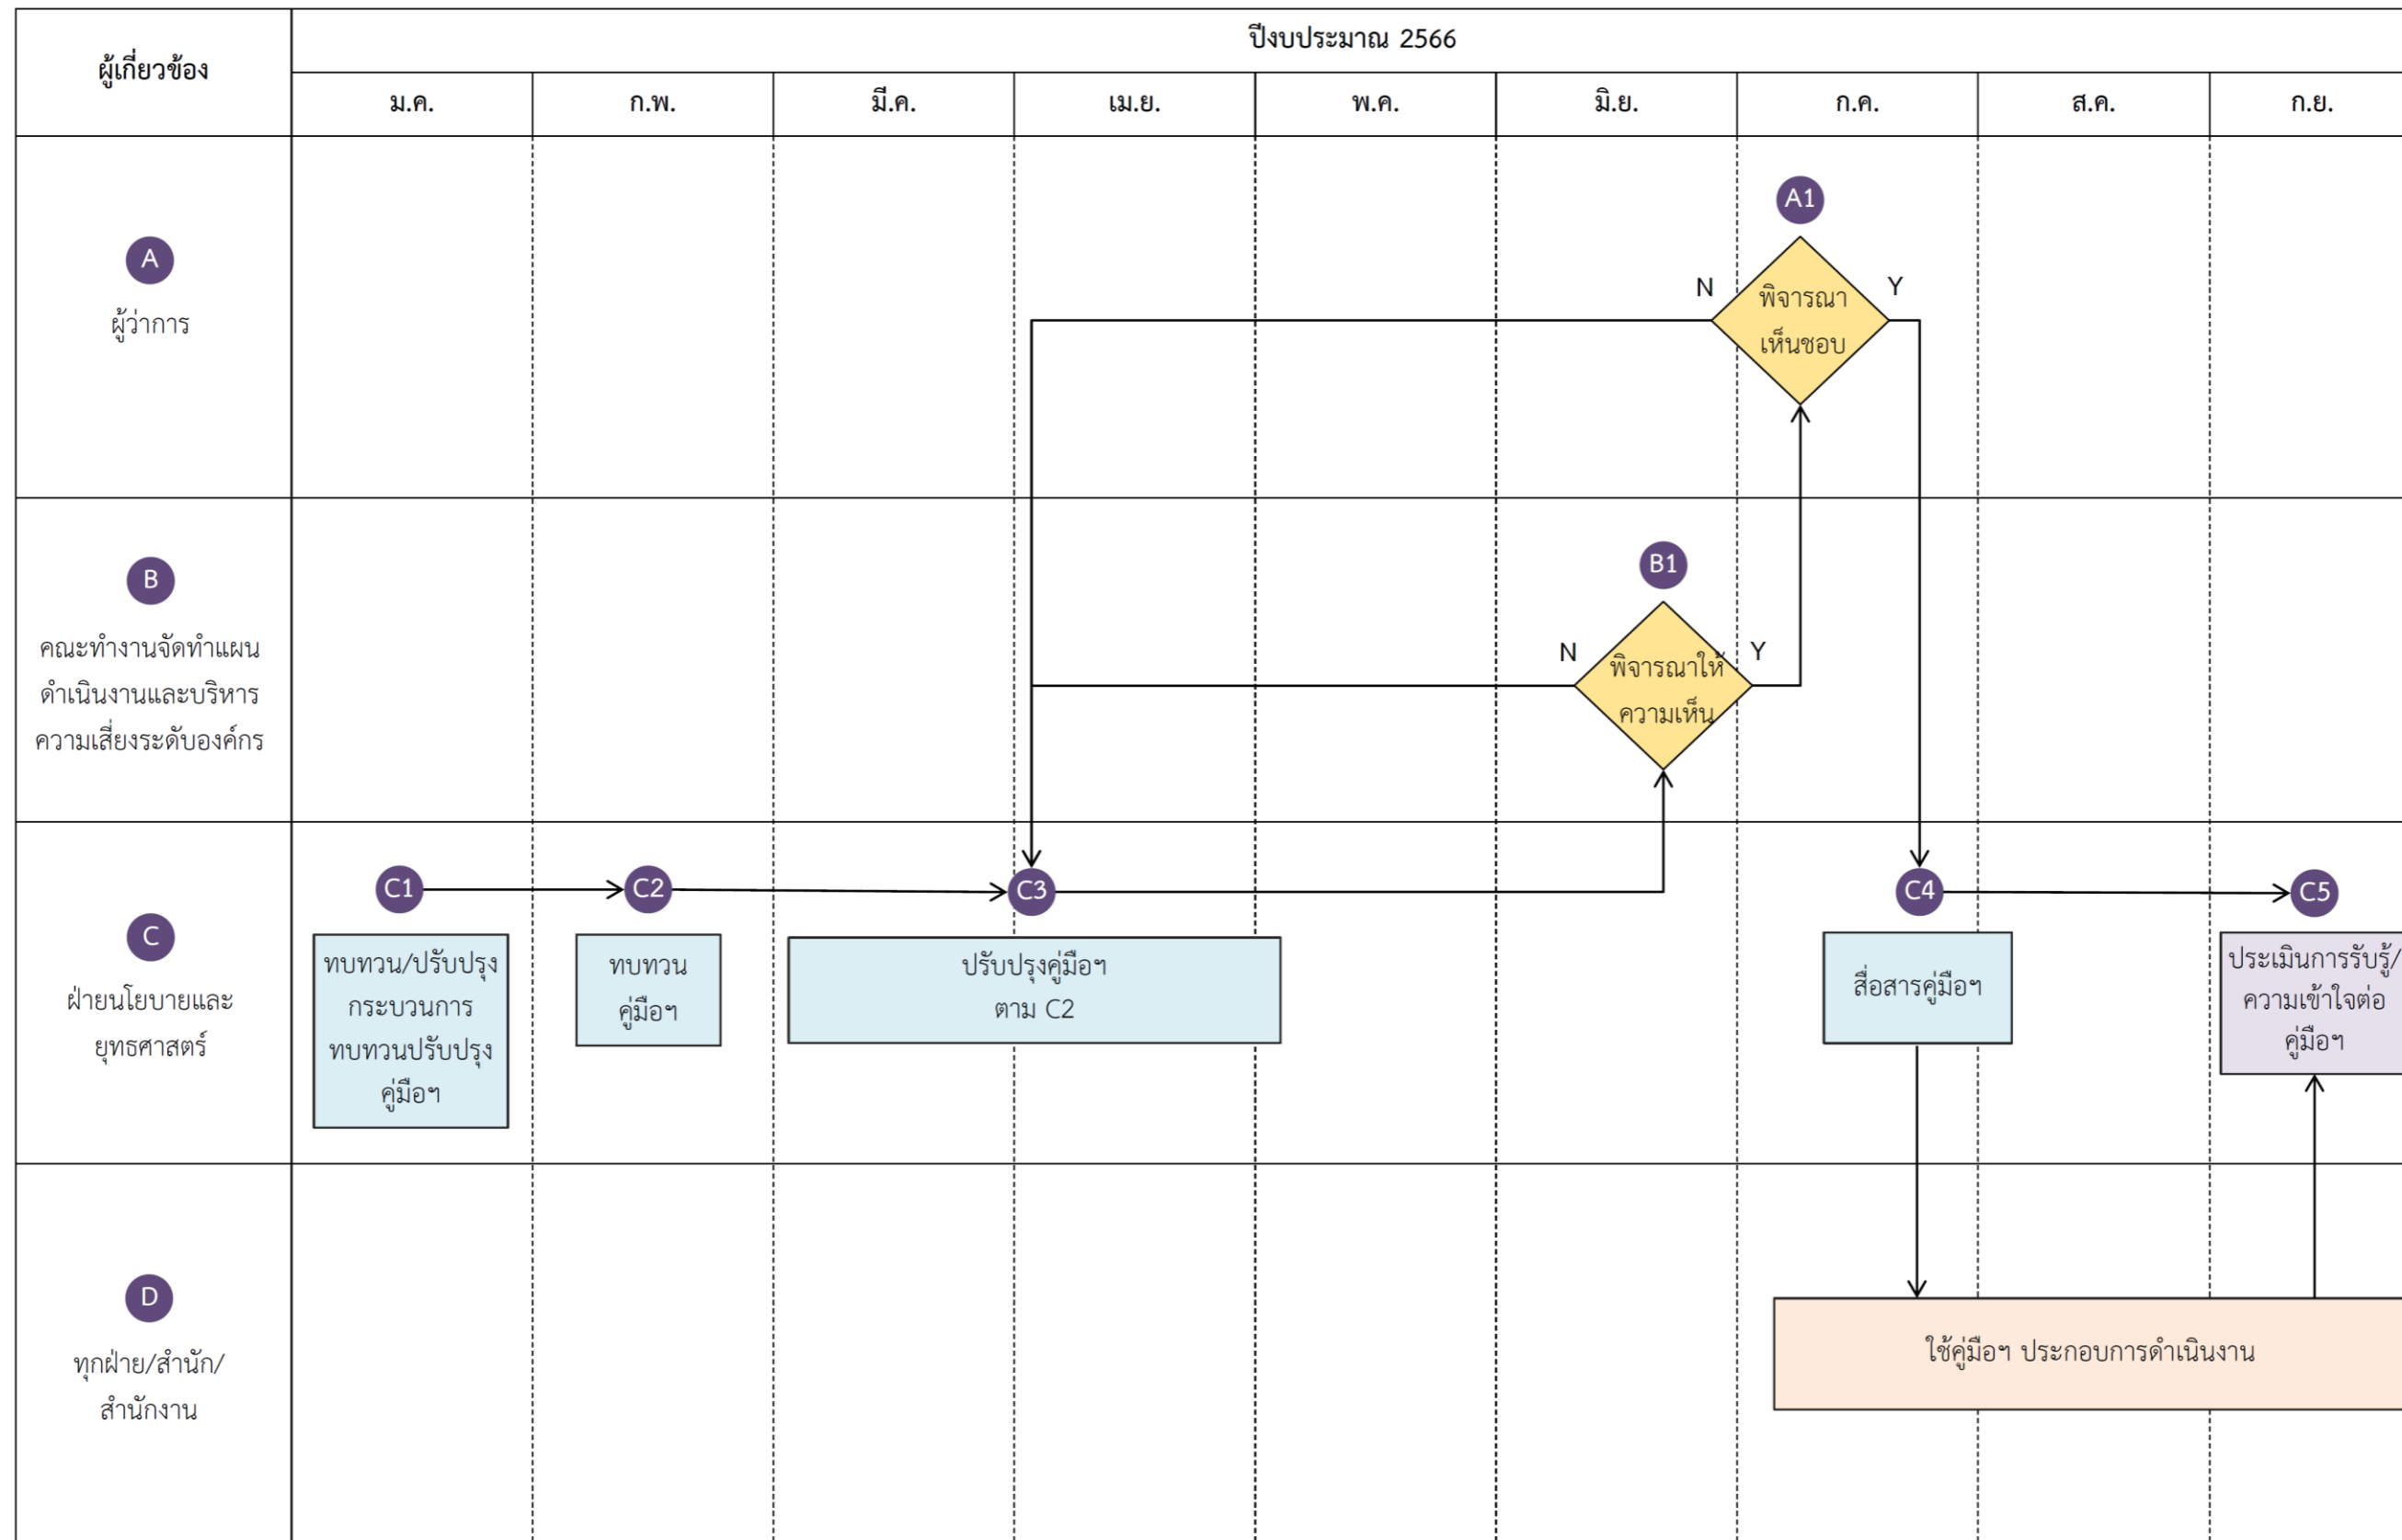 ผู้เกี่ยวข้อง
ปีงบประมาณ 2566
ม.ค.
ก.พ.
มี.ค.
เม.ย.
พ.ค.
มิ.ย.
ก.ค.
ส.ค.
ก.ย.
A
ผู้ว่าการ
A1
N
Y
พิจารณา
เห็นชอบ
B
คณะทำงานจัดทำแผน
ดำเนินงานและบริหาร
ความเสี่ยงระดับองค์กร
B1
N
Y
พิจารณาให้
ความเห็น
C
ฝ่ายนโยบายและ
ยุทธศาสตร์
C1
ทบทวน/ปรับปรุง
กระบวนการ
ทบทวนปรับปรุง
คู่มือฯ
C2
ทบทวน
คู่มือฯ
C3
ปรับปรุงคู่มือฯ
ตาม C2
C4
สื่อสารคู่มือฯ
C5
ประเมินการรับรู้/
ความเข้าใจต่อ
คู่มือฯ
D
ทุกฝ่าย/สำนัก/
สำนักงาน
ใช้คู่มือฯ ประกอบการดำเนินงาน